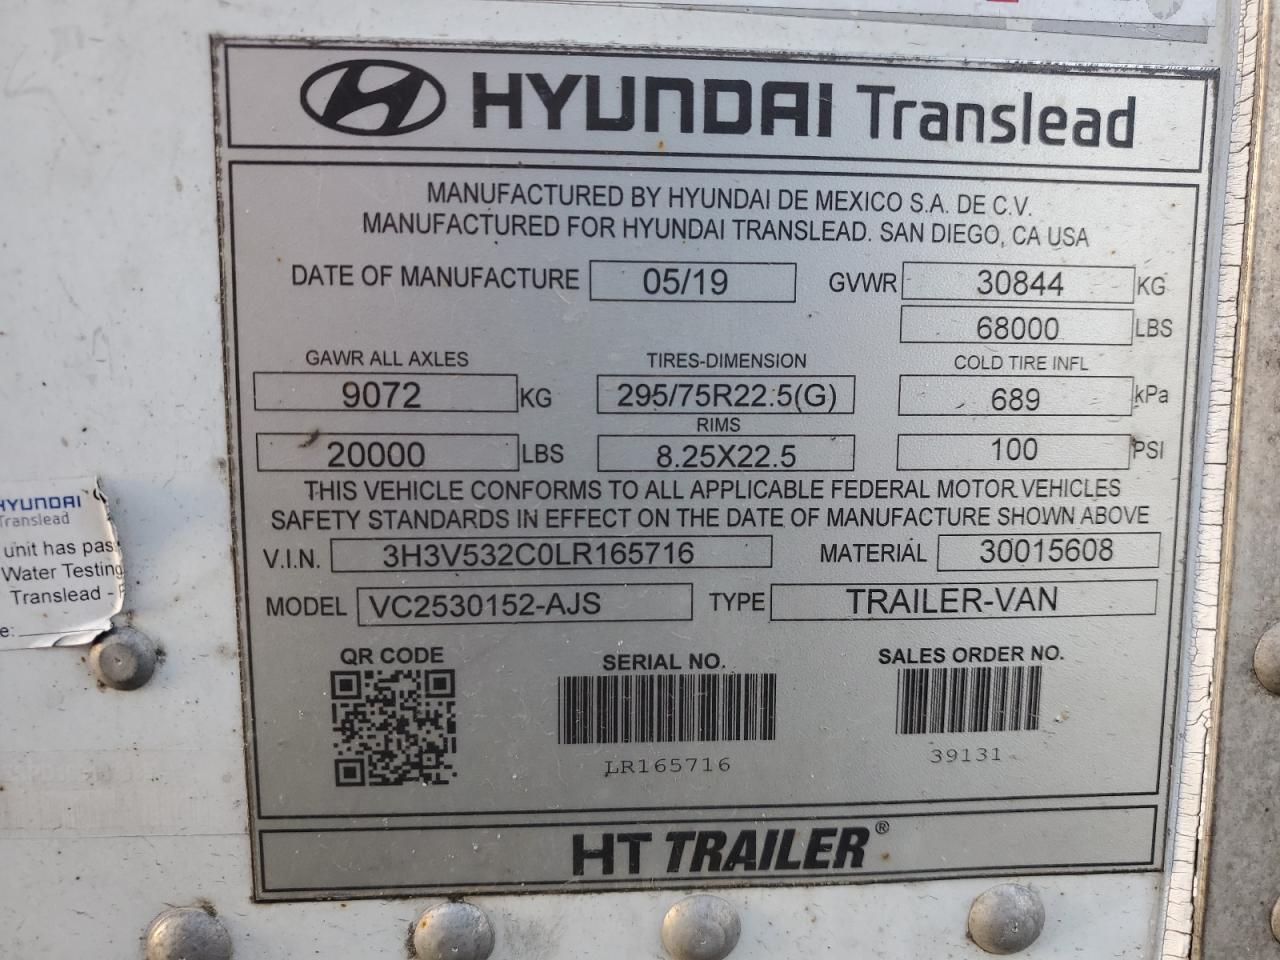 HYUNDAI Translead
MANUFACTURED BY HYUNDAI DE MEXICO S.A. DE C.V.
MANUFACTURED FOR HYUNDAI TRANSLEAD. SAN DIEGO, CA USA
DATE OF MANUFACTURE 05/19 GVWR 30844 KG
68000 LBS
GAWR ALL AXLES TIRES-DIMENSION COLD TIRE INFL
9072 KG 295/75R22.5(G) 689 kPa
RIMS
20000 LBS 8.25X22.5 100 PSI
THIS VEHICLE CONFORMS TO ALL APPLICABLE FEDERAL MOTOR VEHICLES
SAFETY STANDARDS IN EFFECT ON THE DATE OF MANUFACTURE SHOWN ABOVE
V.I.N. 3H3V532C0LR165716 MATERIAL 30015608
MODEL VC2530152-AJS TYPE TRAILER-VAN
QR CODE SERIAL NO. SALES ORDER NO.
LR165716 39131
HT TRAILER®
HYUNDAI
Translead
unit has pas
Water Testing
Translead -
e: